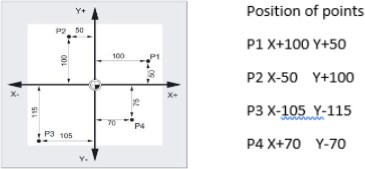 Y+
P2 50
100
100
P1
50
X-
X+
115
75
70
P4
P3 105
Y-
Position of points
P1 X+100 Y+50
P2 X-50 Y+100
P3 X-105 Y-115
P4 X+70 Y-70